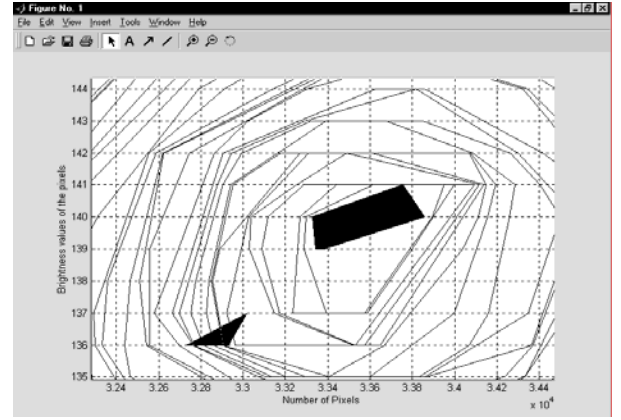 Figure No. 1
File Edit View Insert Tools Window Help
A
144
143
142
141
140
139
138
137
136
135
Brightness values of the pixels
3.24 3.26 3.28 3.3 3.32 3.34 3.36 3.38 3.4 3.42 3.44
Number of Pixels
x 10^4